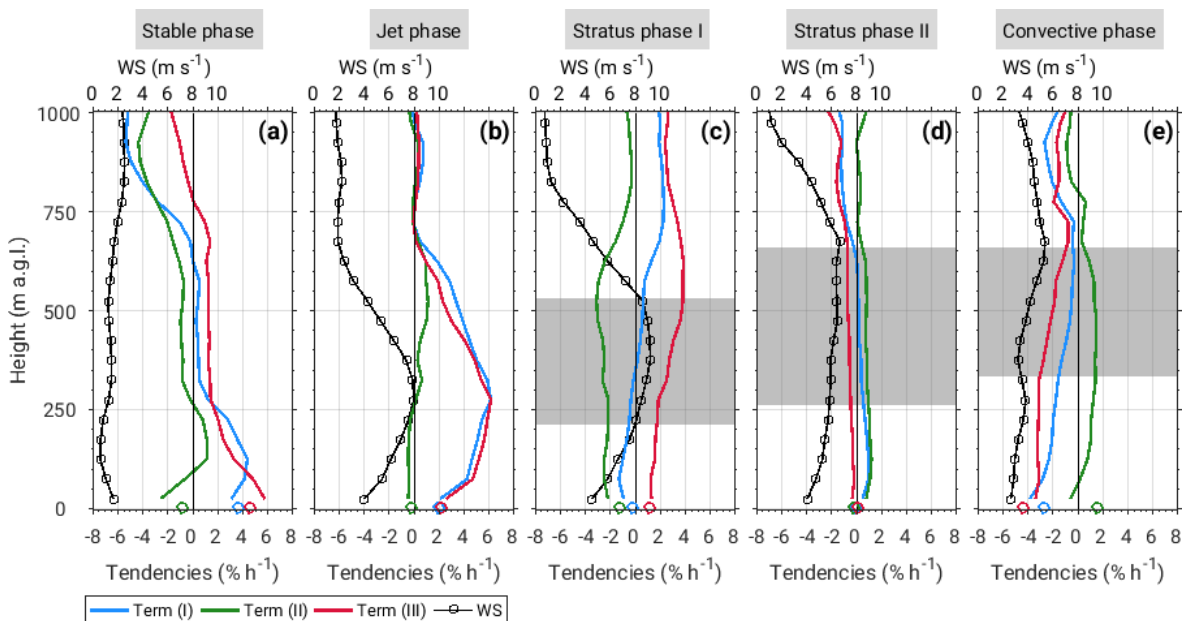 Stable phase
Jet phase
Stratus phase I
Stratus phase II
Convective phase
WS (m s⁻¹)
WS (m s⁻¹)
WS (m s⁻¹)
WS (m s⁻¹)
WS (m s⁻¹)
0 2 4 6 8 10
0 2 4 6 8 10
0 2 4 6 8 10
0 2 4 6 8 10
0 2 4 6 8 10
(a)
(b)
(c)
(d)
(e)
1000
750
500
250
0
Height (m a.g.l.)
-8 -6 -4 -2 0 2 4 6 8
-8 -6 -4 -2 0 2 4 6 8
-8 -6 -4 -2 0 2 4 6 8
-8 -6 -4 -2 0 2 4 6 8
-8 -6 -4 -2 0 2 4 6 8
Tendencies (% h⁻¹)
Tendencies (% h⁻¹)
Tendencies (% h⁻¹)
Tendencies (% h⁻¹)
Tendencies (% h⁻¹)
Term (I) Term (II) Term (III) WS